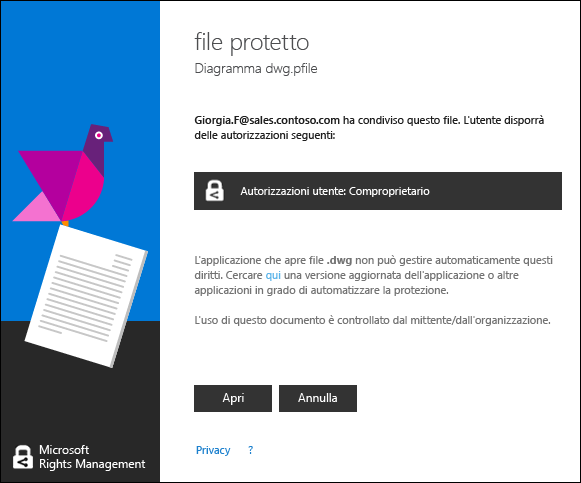 file protetto
Diagramma dwg.pfile
Giorgia.F@sales.contoso.com ha condiviso questo file. L'utente disporrà
delle autorizzazioni seguenti:
Autorizzazioni utente: Comproprietario
L'applicazione che apre file .dwg non può gestire automaticamente questi
diritti. Cercare qui una versione aggiornata dell'applicazione o altre
applicazioni in grado di automatizzare la protezione.
L'uso di questo documento è controllato dal mittente/dall'organizzazione.
Apri
Annulla
Privacy ?
Microsoft
Rights Management